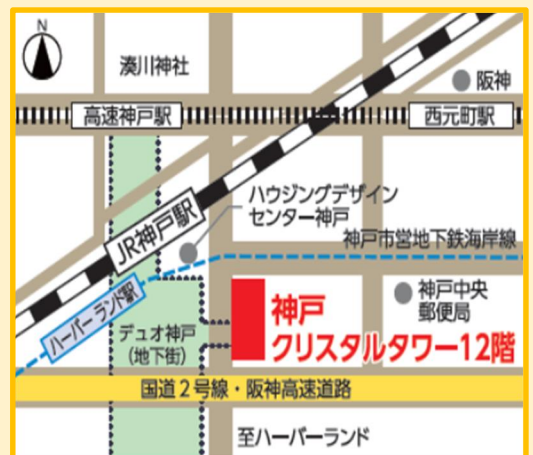 N
湊川神社
阪神
高速神戸駅
西元町駅
JR神戸駅
ハウジングデザイン
センター神戸
神戸市営地下鉄海岸線
ハーバーランド駅
デュオ神戸
（地下街）
神戸
クリスタルタワー12階
神戸中央
郵便局
国道２号線・阪神高速道路
至ハーバーランド